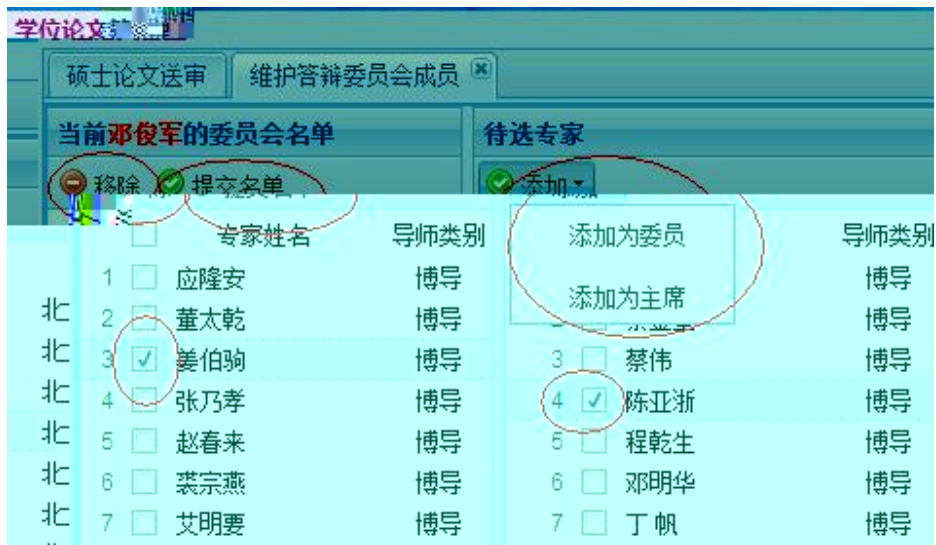 学位论文
硕士论文送审 维护答辩委员会成员
当前邓俊军的委员会名单 待选专家
移除 提交名单 添加
专家姓名 导师类别 添加为委员 导师类别
1 应隆安 博导 博导
添加为主席
北 2 董太乾 博导 博导
北 3 姜伯驹 博导 3 蔡伟 博导
北 4 张乃孝 博导 4 陈亚浙 博导
北 5 赵春来 博导 5 程乾生 博导
北 6 裘宗燕 博导 6 邓明华 博导
北 7 艾明要 博导 7 丁帆 博导